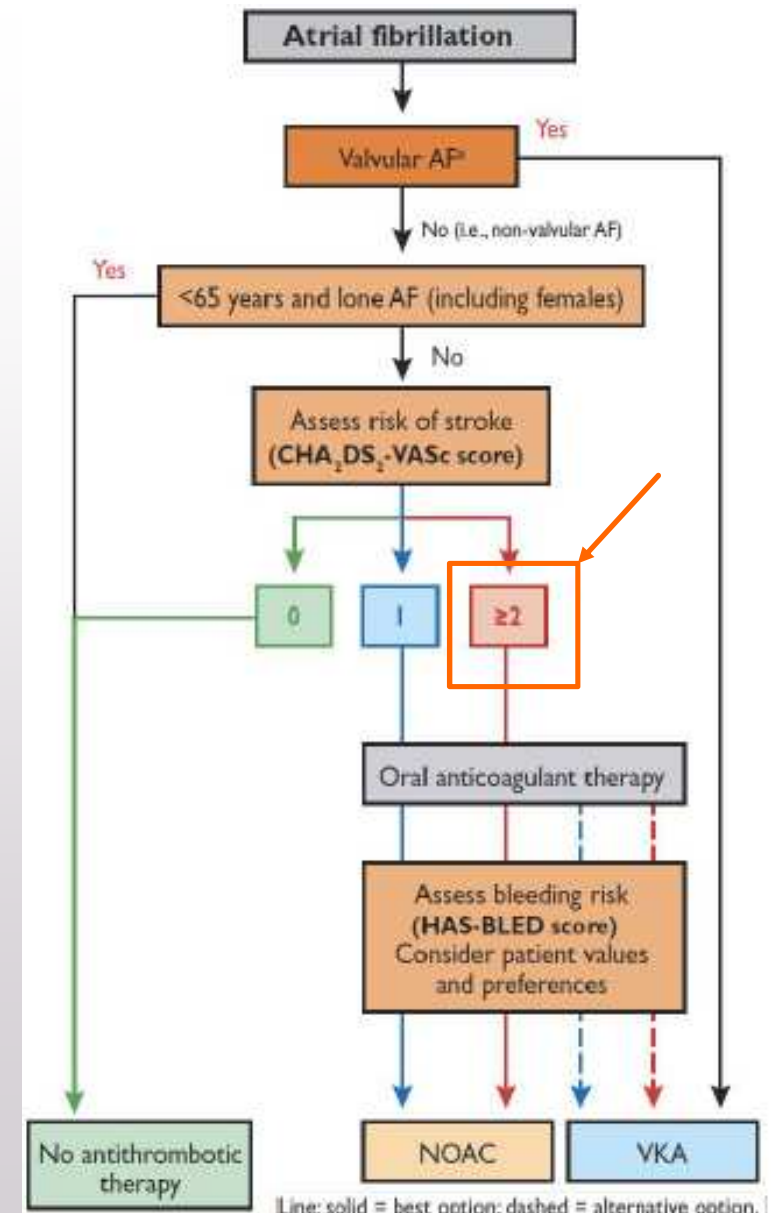 Atrial fibrillation
Yes
Valvular AFa
No (i.e., non-valvular AF)
Yes
<65 years and lone AF (including females)
No
Assess risk of stroke
(CHA2DS2-VASc score)
0
1
≥2
Oral anticoagulant therapy
Assess bleeding risk
(HAS-BLED score)
Consider patient values
and preferences
No antithrombotic
therapy
NOAC
VKA
Line: solid = best option; dashed = alternative option.